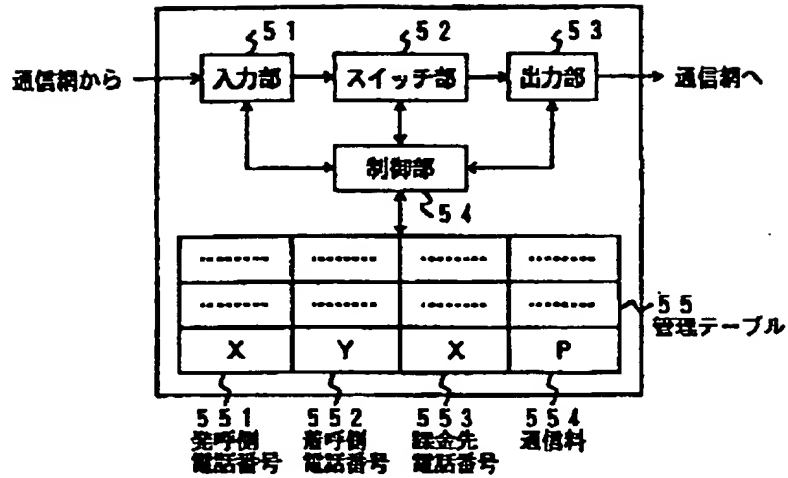 ５１
５２
５３
通信網から
入力部
スイッチ部
出力部
通信網へ
制御部
５４
５５
管理テーブル
X
Y
X
P
５５１
５５２
５５３
５５４
発呼側
着呼側
課金先
通信料
電話番号
電話番号
電話番号